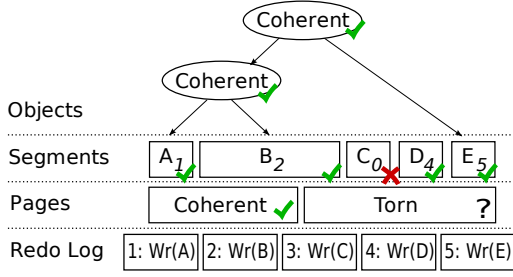 Coherent
Coherent
Objects
Segments A1 B2 C0 D4 E5
Pages Coherent Torn ?
Redo Log 1: Wr(A) 2: Wr(B) 3: Wr(C) 4: Wr(D) 5: Wr(E)